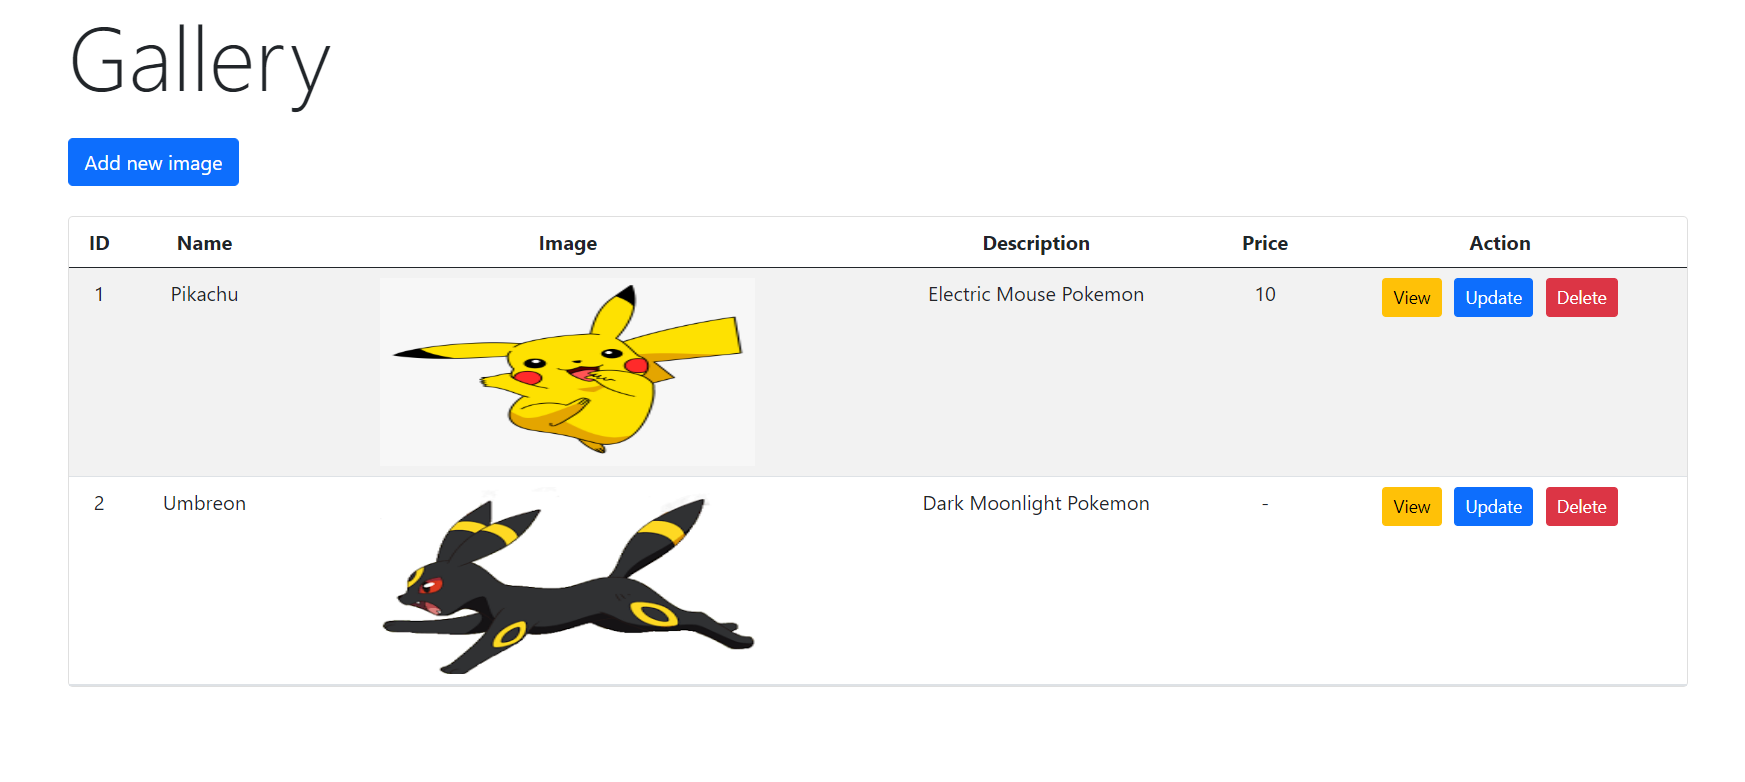 Gallery
Add new image
ID Name Image Description Price Action
1 Pikachu Electric Mouse Pokemon 10 View Update Delete
2 Umbreon Dark Moonlight Pokemon - View Update Delete